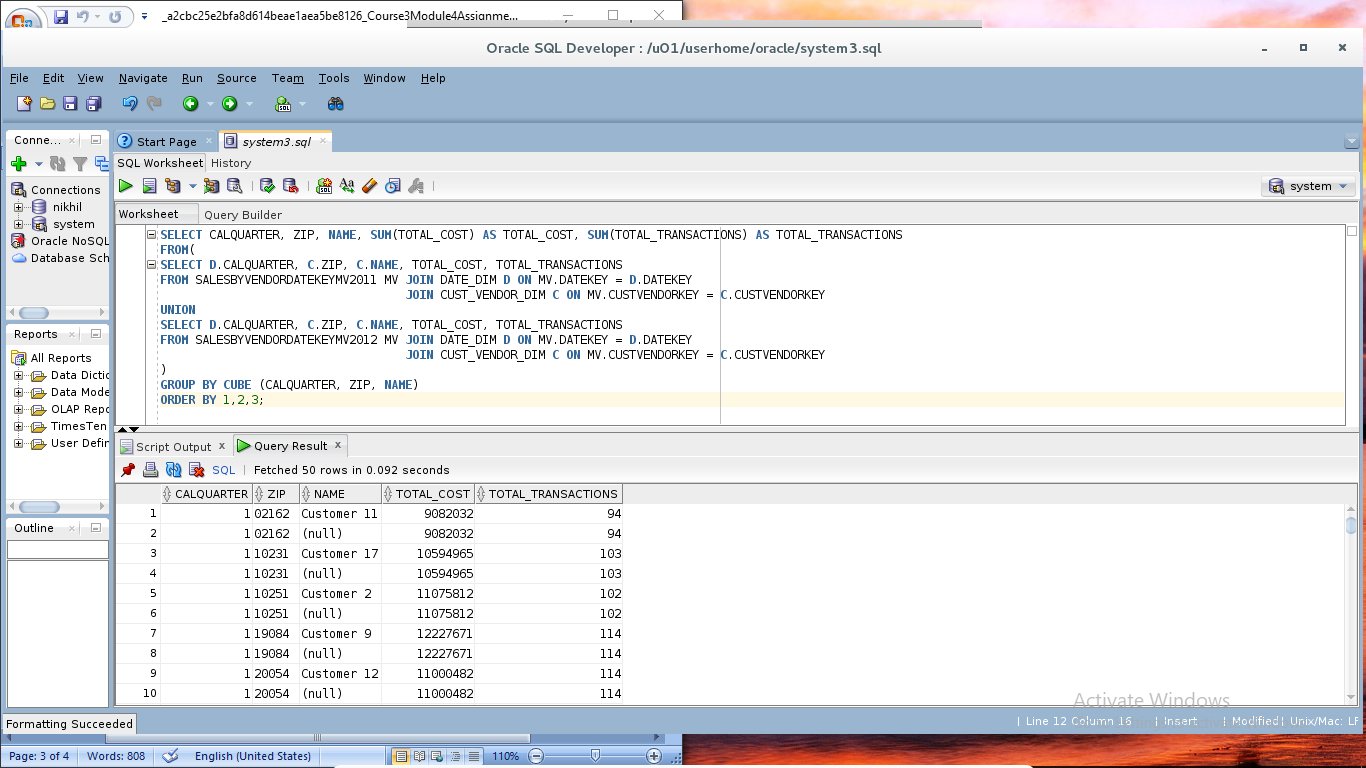 _a2cbc25e2bfa8d614beae1aea5be8126_Course3Module4Assignme...
Oracle SQL Developer : /u01/userhome/oracle/system3.sql
File Edit View Navigate Run Source Team Tools Window Help
Conne...
Start Page
system3.sql
SQL Worksheet History
system
Connections
nikhil
system
Oracle NoSQL
Database Sch
Worksheet Query Builder
SELECT CALQUARTER, ZIP, NAME, SUM(TOTAL_COST) AS TOTAL_COST, SUM(TOTAL_TRANSACTIONS) AS TOTAL_TRANSACTIONS
FROM(
SELECT D.CALQUARTER, C.ZIP, C.NAME, TOTAL_COST, TOTAL_TRANSACTIONS
FROM SALESBYVENDORDATEKEYMV2011 MV JOIN DATE_DIM D ON MV.DATEKEY = D.DATEKEY
JOIN CUST_VENDOR_DIM C ON MV.CUSTVENDORKEY = C.CUSTVENDORKEY
UNION
SELECT D.CALQUARTER, C.ZIP, C.NAME, TOTAL_COST, TOTAL_TRANSACTIONS
FROM SALESBYVENDORDATEKEYMV2012 MV JOIN DATE_DIM D ON MV.DATEKEY = D.DATEKEY
JOIN CUST_VENDOR_DIM C ON MV.CUSTVENDORKEY = C.CUSTVENDORKEY
)
GROUP BY CUBE (CALQUARTER, ZIP, NAME)
ORDER BY 1,2,3;
Reports
All Reports
Data Dictio
Data Mode
OLAP Repo
TimesTen
User Defin
Outline
Script Output Query Result
SQL Fetched 50 rows in 0.092 seconds
CALQUARTER ZIP NAME TOTAL_COST TOTAL_TRANSACTIONS
1 1 02162 Customer 11 9082032 94
2 1 02162 (null) 9082032 94
3 1 10231 Customer 17 10594965 103
4 1 10231 (null) 10594965 103
5 1 10251 Customer 2 11075812 102
6 1 10251 (null) 11075812 102
7 1 19084 Customer 9 12227671 114
8 1 19084 (null) 12227671 114
9 1 20054 Customer 12 11000482 114
10 1 20054 (null) 11000482 114
Activate Windows
Formatting Succeeded
Line 12 Column 16 Insert Modified Unix/Mac: LF
Page: 3 of 4 Words: 808 English (United States) 110%